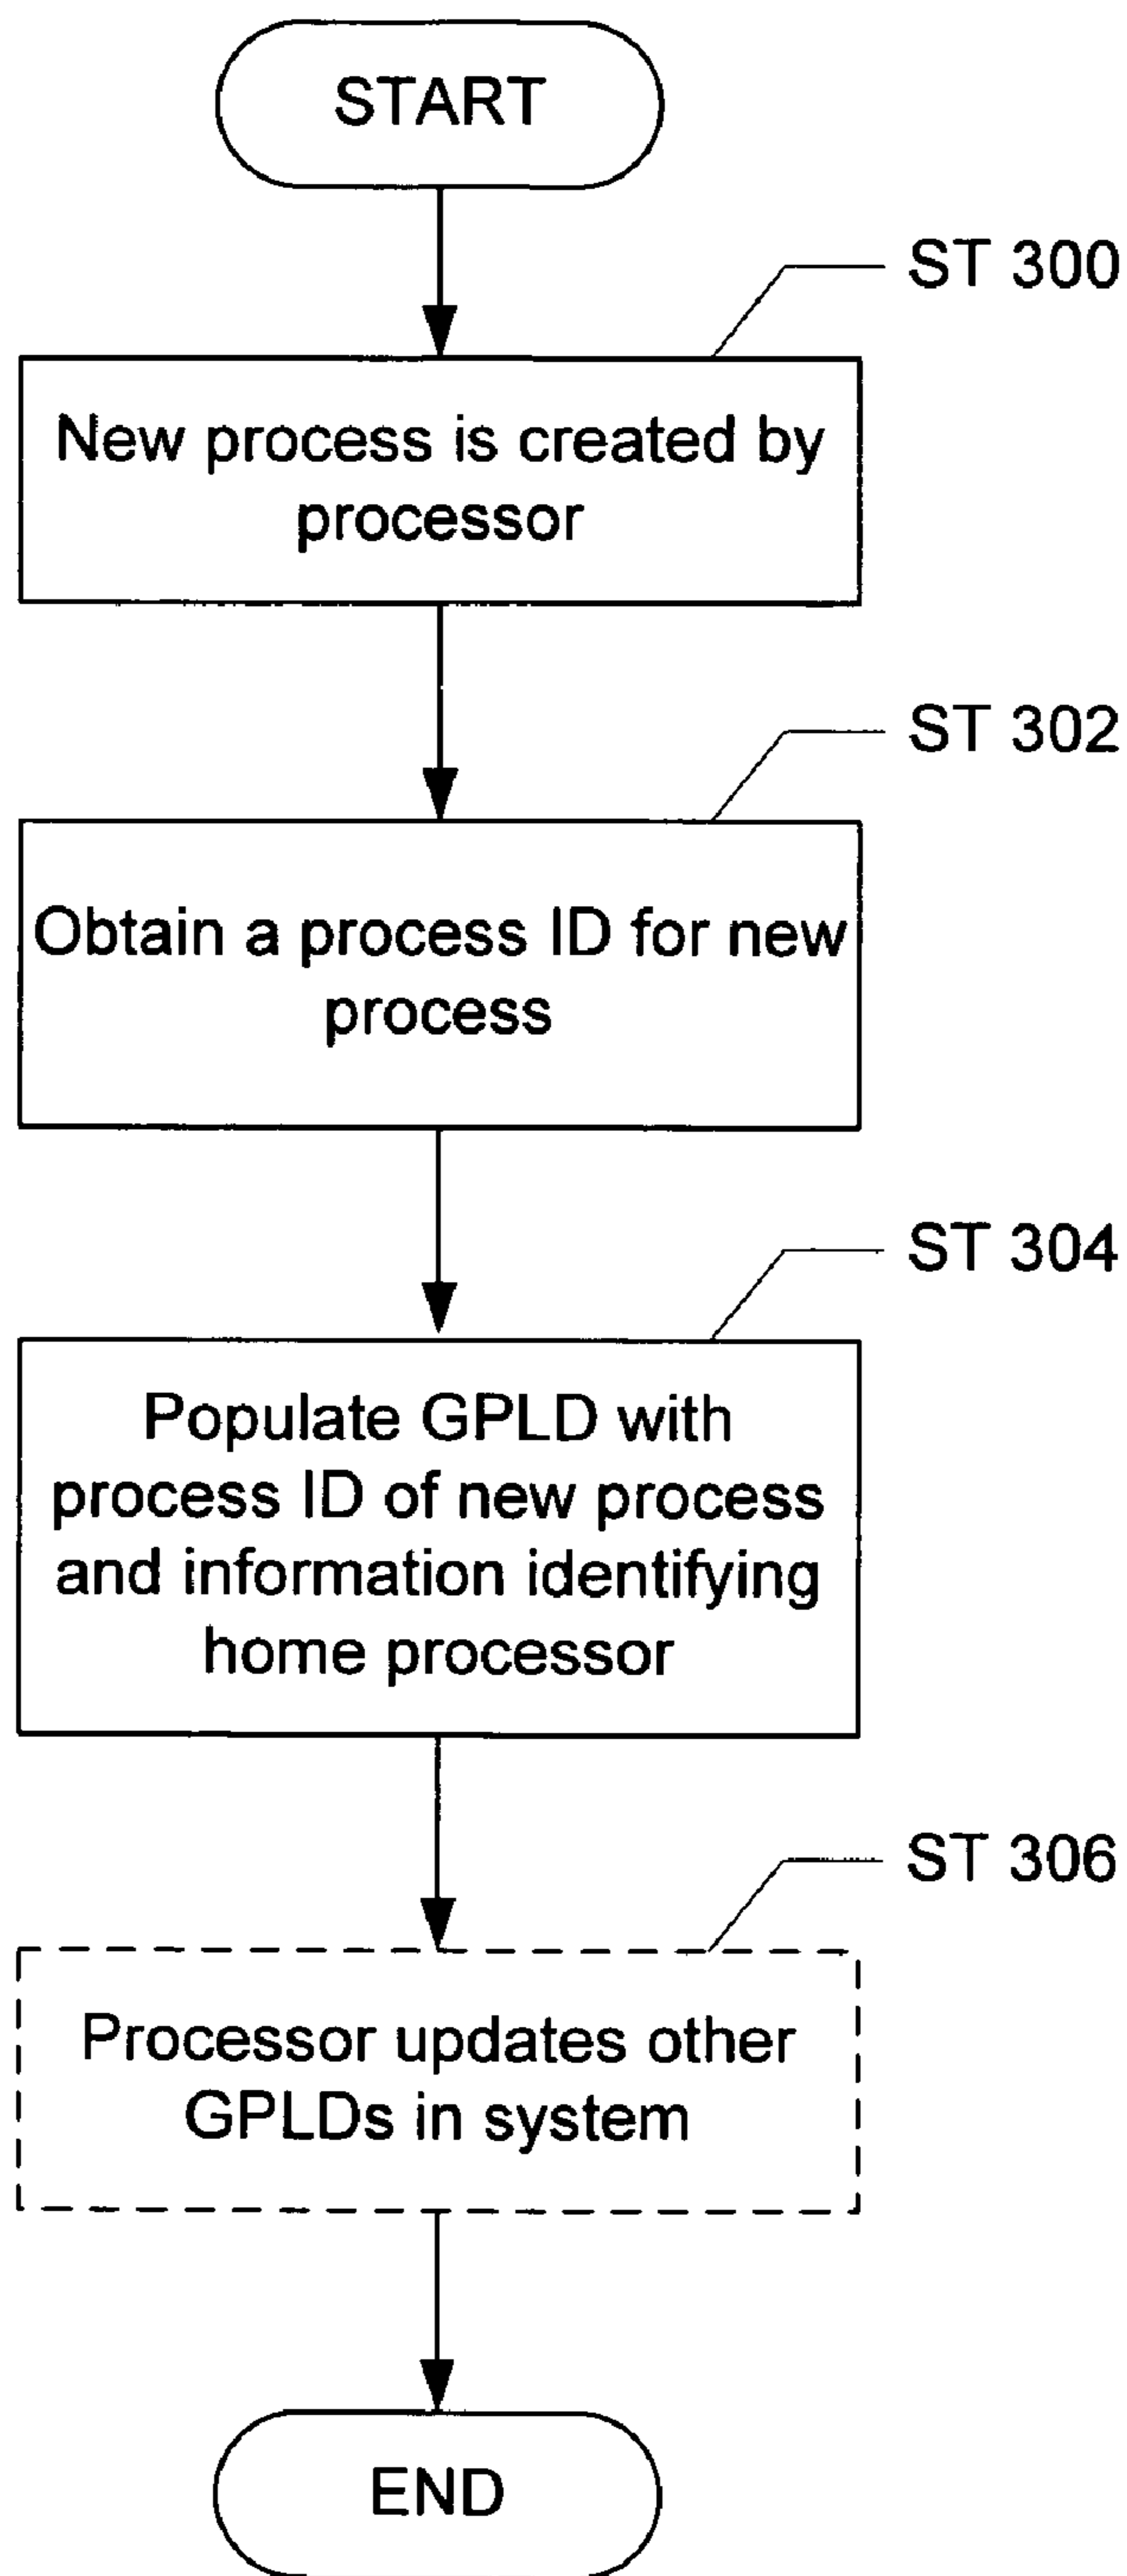 START
ST 300
New process is created by
processor
ST 302
Obtain a process ID for new
process
ST 304
Populate GPLD with
process ID of new process
and information identifying
home processor
ST 306
Processor updates other
GPLDs in system
END